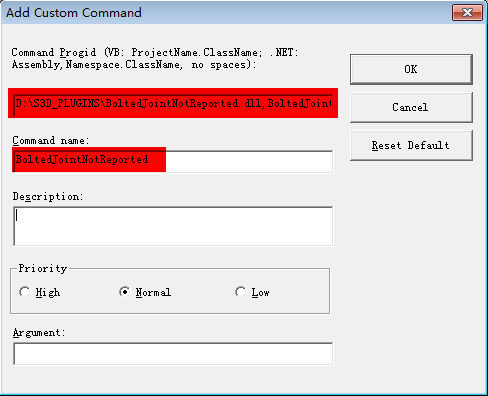 Add Custom Command
Command Progid (VB: ProjectName.ClassName; .NET:
Assembly,Namespace.ClassName, no spaces):
D:\S3D_PLUGINS\BoltedJointNotReported.dll,BoltedJoint
OK
Cancel
Reset Default
Command name:
BoltedJointNotReported
Description:
Priority
High
Normal
Low
Argument: